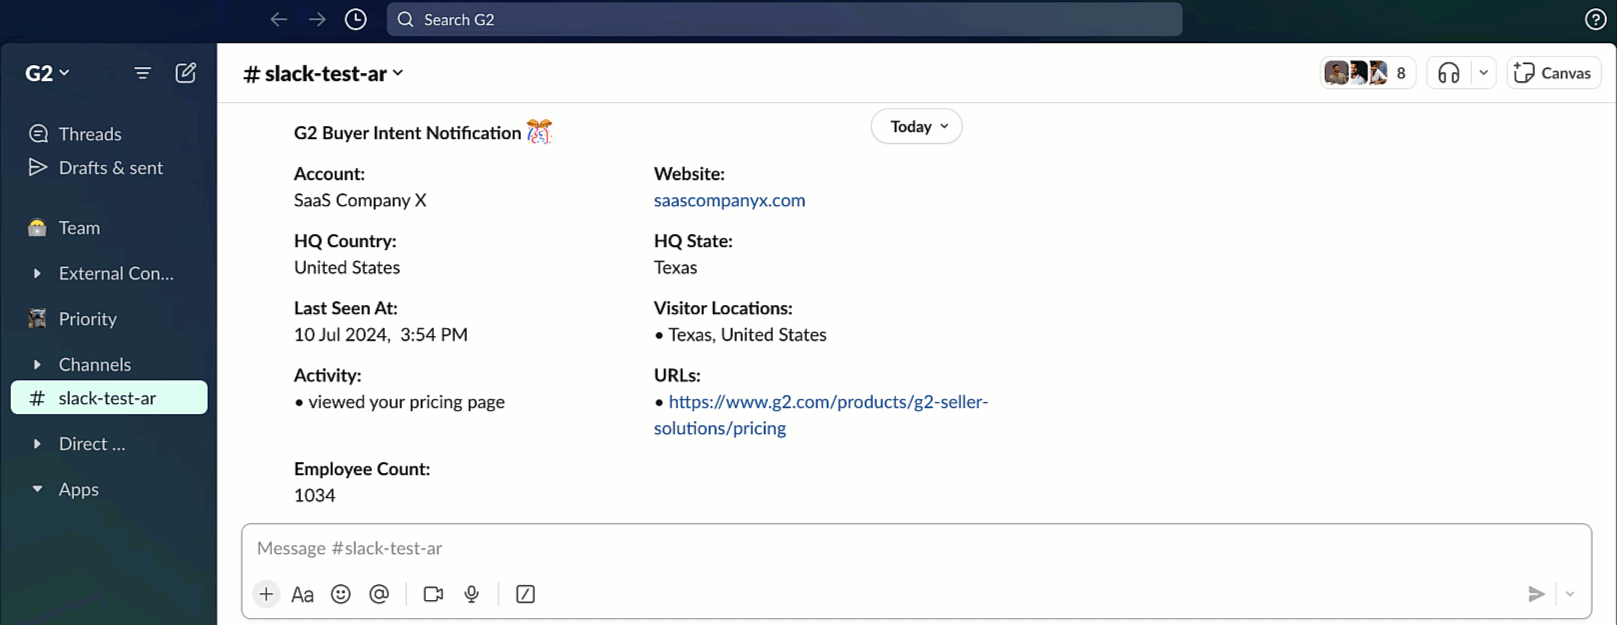 Search G2
G2
# slack-test-ar
8
Canvas
Threads
Drafts & sent
Team
External Con...
Priority
Channels
# slack-test-ar
Direct ...
Apps
Today
G2 Buyer Intent Notification
Account:
SaaS Company X
Website:
saascompanyx.com
HQ Country:
United States
HQ State:
Texas
Last Seen At:
10 Jul 2024,  3:54 PM
Visitor Locations:
• Texas, United States
Activity:
• viewed your pricing page
URLs:
• https://www.g2.com/products/g2-seller-
solutions/pricing
Employee Count:
1034
Message #slack-test-ar
Aa